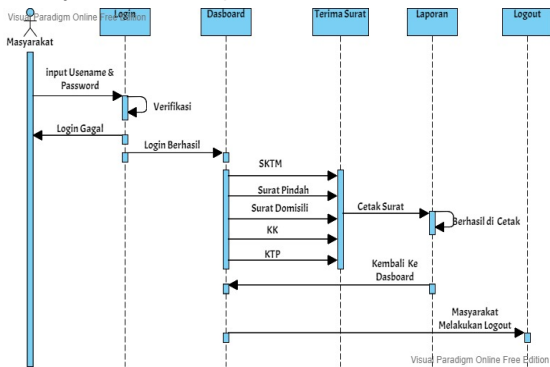 Visual Paradigm Online Free Edition
Login
Dasboard
Terima Surat
Laporan
Logout
Masyarakat
input Usename &
Password
Verifikasi
Login Gagal
Login Berhasil
SKTM
Surat Pindah
Surat Domisili
KK
KTP
Cetak Surat
Berhasil di Cetak
Kembali Ke
Dasboard
Masyarakat
Melakukan Logout
Visual Paradigm Online Free Edition